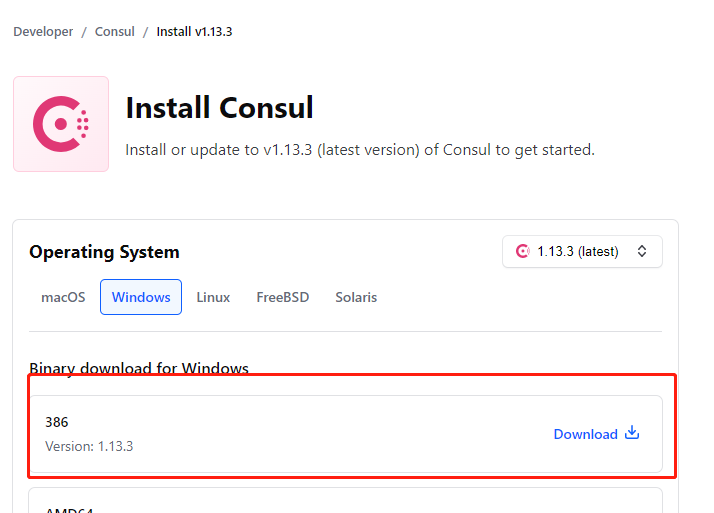 Developer / Consul / Install v1.13.3
Install Consul
Install or update to v1.13.3 (latest version) of Consul to get started.
Operating System
1.13.3 (latest)
macOS Windows Linux FreeBSD Solaris
Binary download for Windows
386
Version: 1.13.3
Download
AMD64